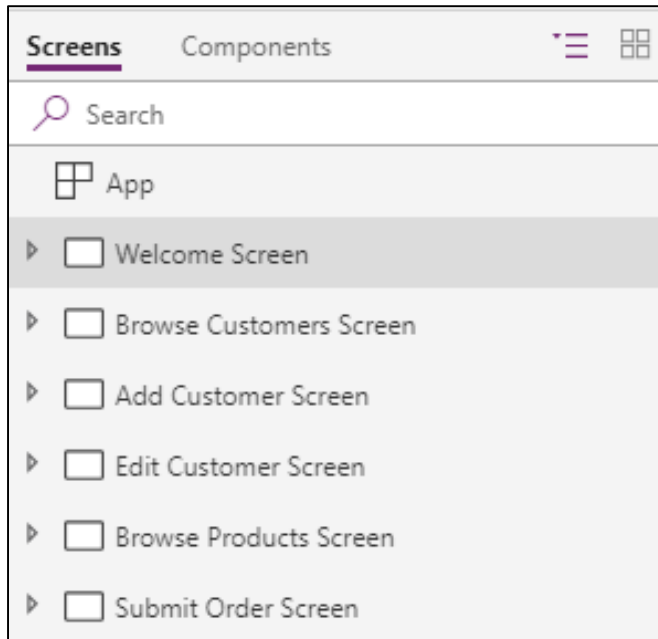 Screens Components
Search
App
Welcome Screen
Browse Customers Screen
Add Customer Screen
Edit Customer Screen
Browse Products Screen
Submit Order Screen